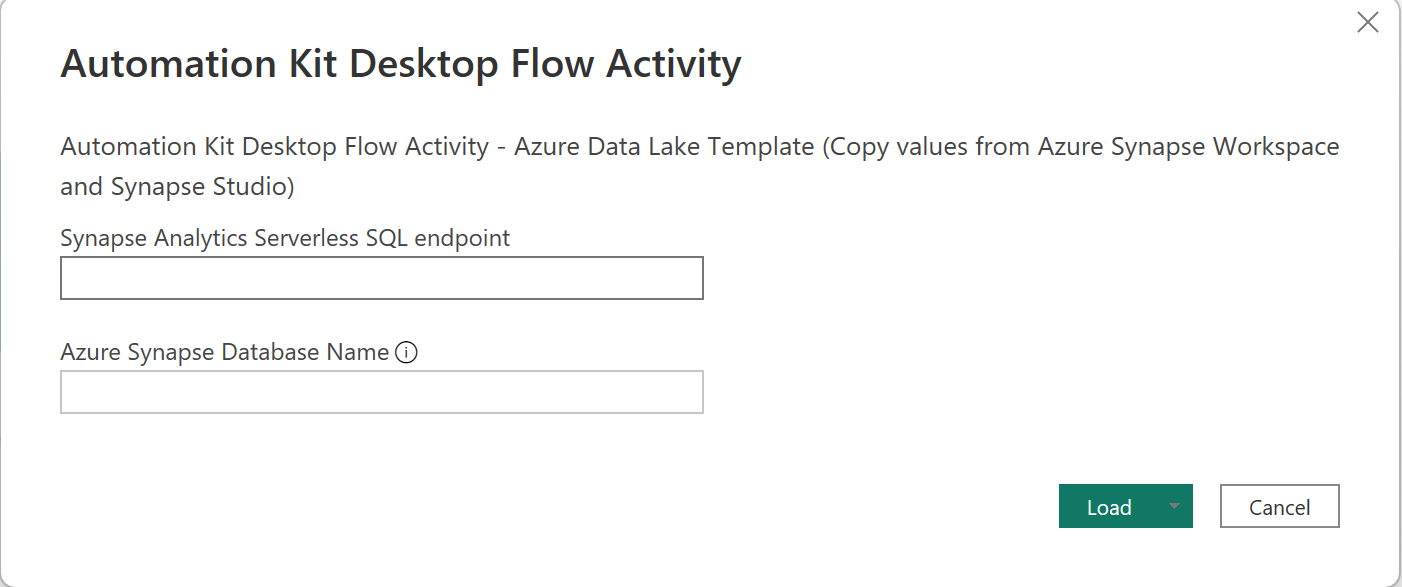 Automation Kit Desktop Flow Activity
Automation Kit Desktop Flow Activity - Azure Data Lake Template (Copy values from Azure Synapse Workspace
and Synapse Studio)
Synapse Analytics Serverless SQL endpoint
Azure Synapse Database Name
Load
Cancel